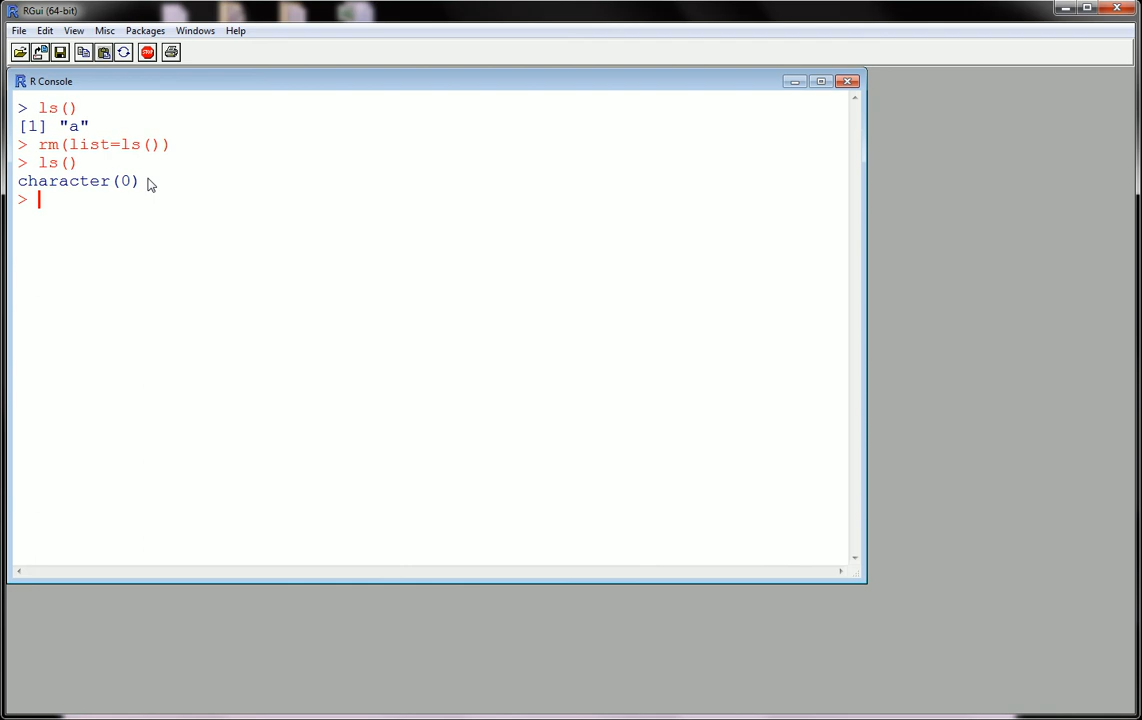 RGui (64-bit)
File Edit View Misc Packages Windows Help
STOP
R Console
> ls()
[1] "a"
> rm(list=ls())
> ls()
character(0)
>